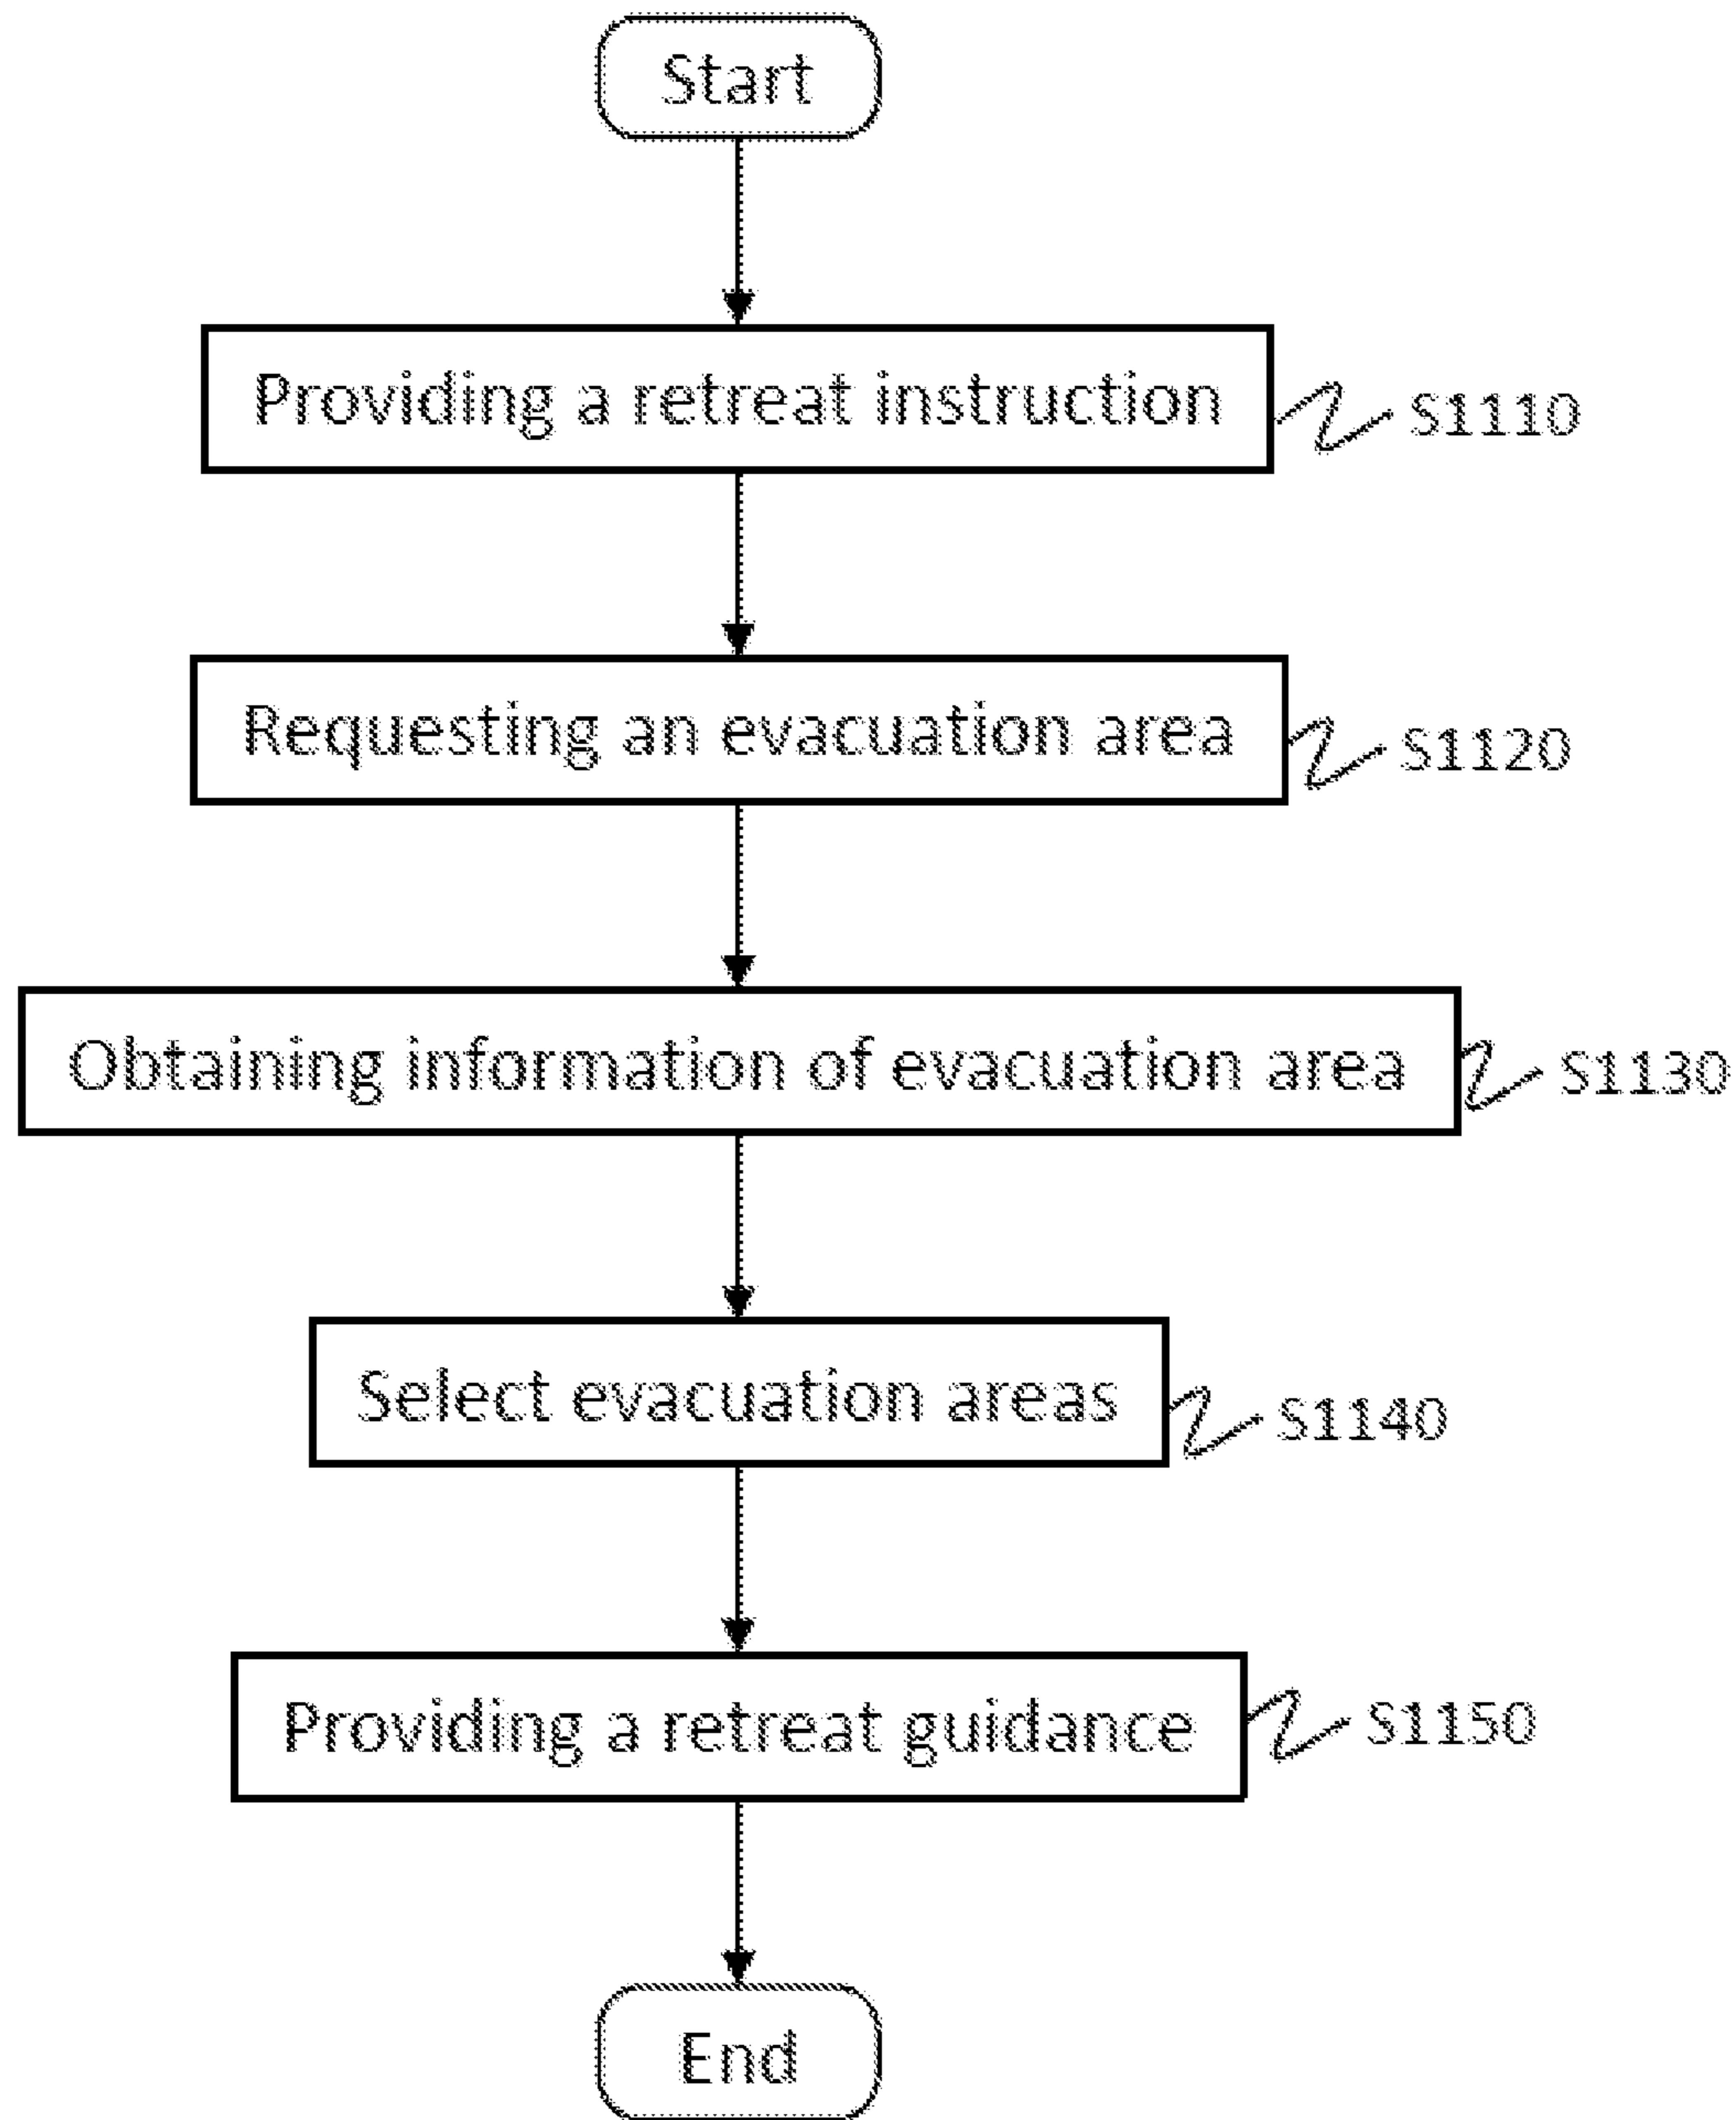 Start
Providing a retreat instruction
S1110
Requesting an evacuation area
S1120
Obtaining information of evacuation area
S1130
Select evacuation areas
S1140
Providing a retreat guidance
S1150
End